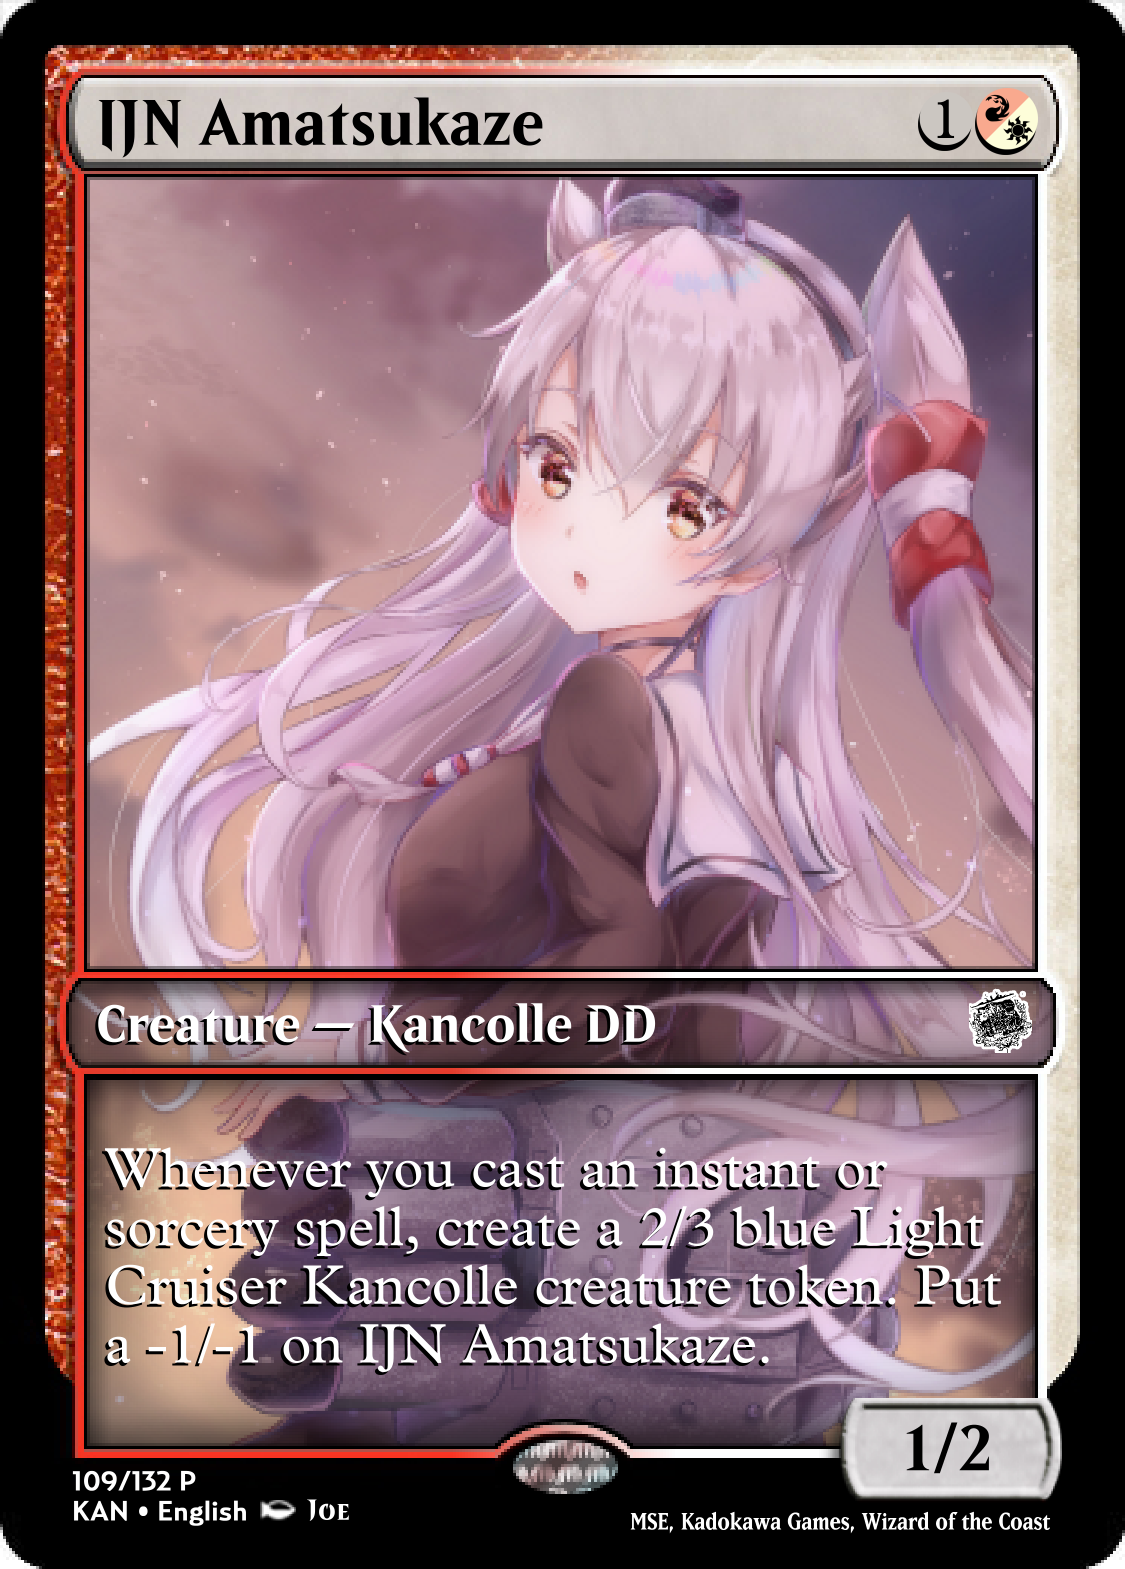 IJN Amatsukaze 1
Creature — Kancolle DD
Whenever you cast an instant or
sorcery spell, create a 2/3 blue Light
Cruiser Kancolle creature token. Put
a -1/-1 on IJN Amatsukaze.
1/2
109/132 P
KAN • English Joe
MSE, Kadokawa Games, Wizard of the Coast